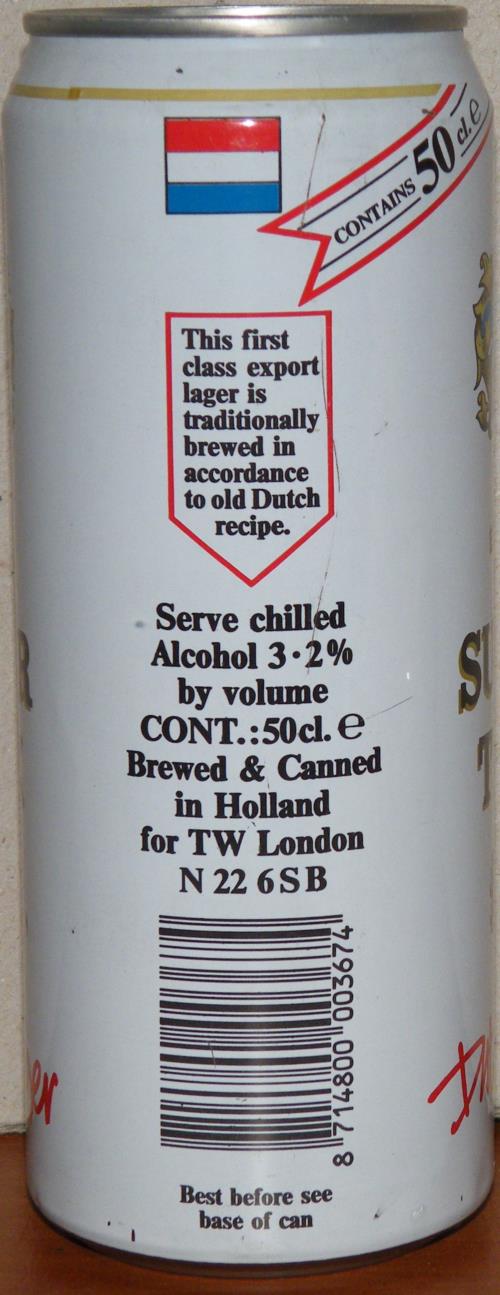 CONTAINS 50 cl. ℮
This first
class export
lager is
traditionally
brewed in
accordance
to old Dutch
recipe.
Serve chilled
Alcohol 3·2%
by volume
CONT.:50cl. ℮
Brewed & Canned
in Holland
for TW London
N 22 6SB
8 714800 003674
Best before see
base of can